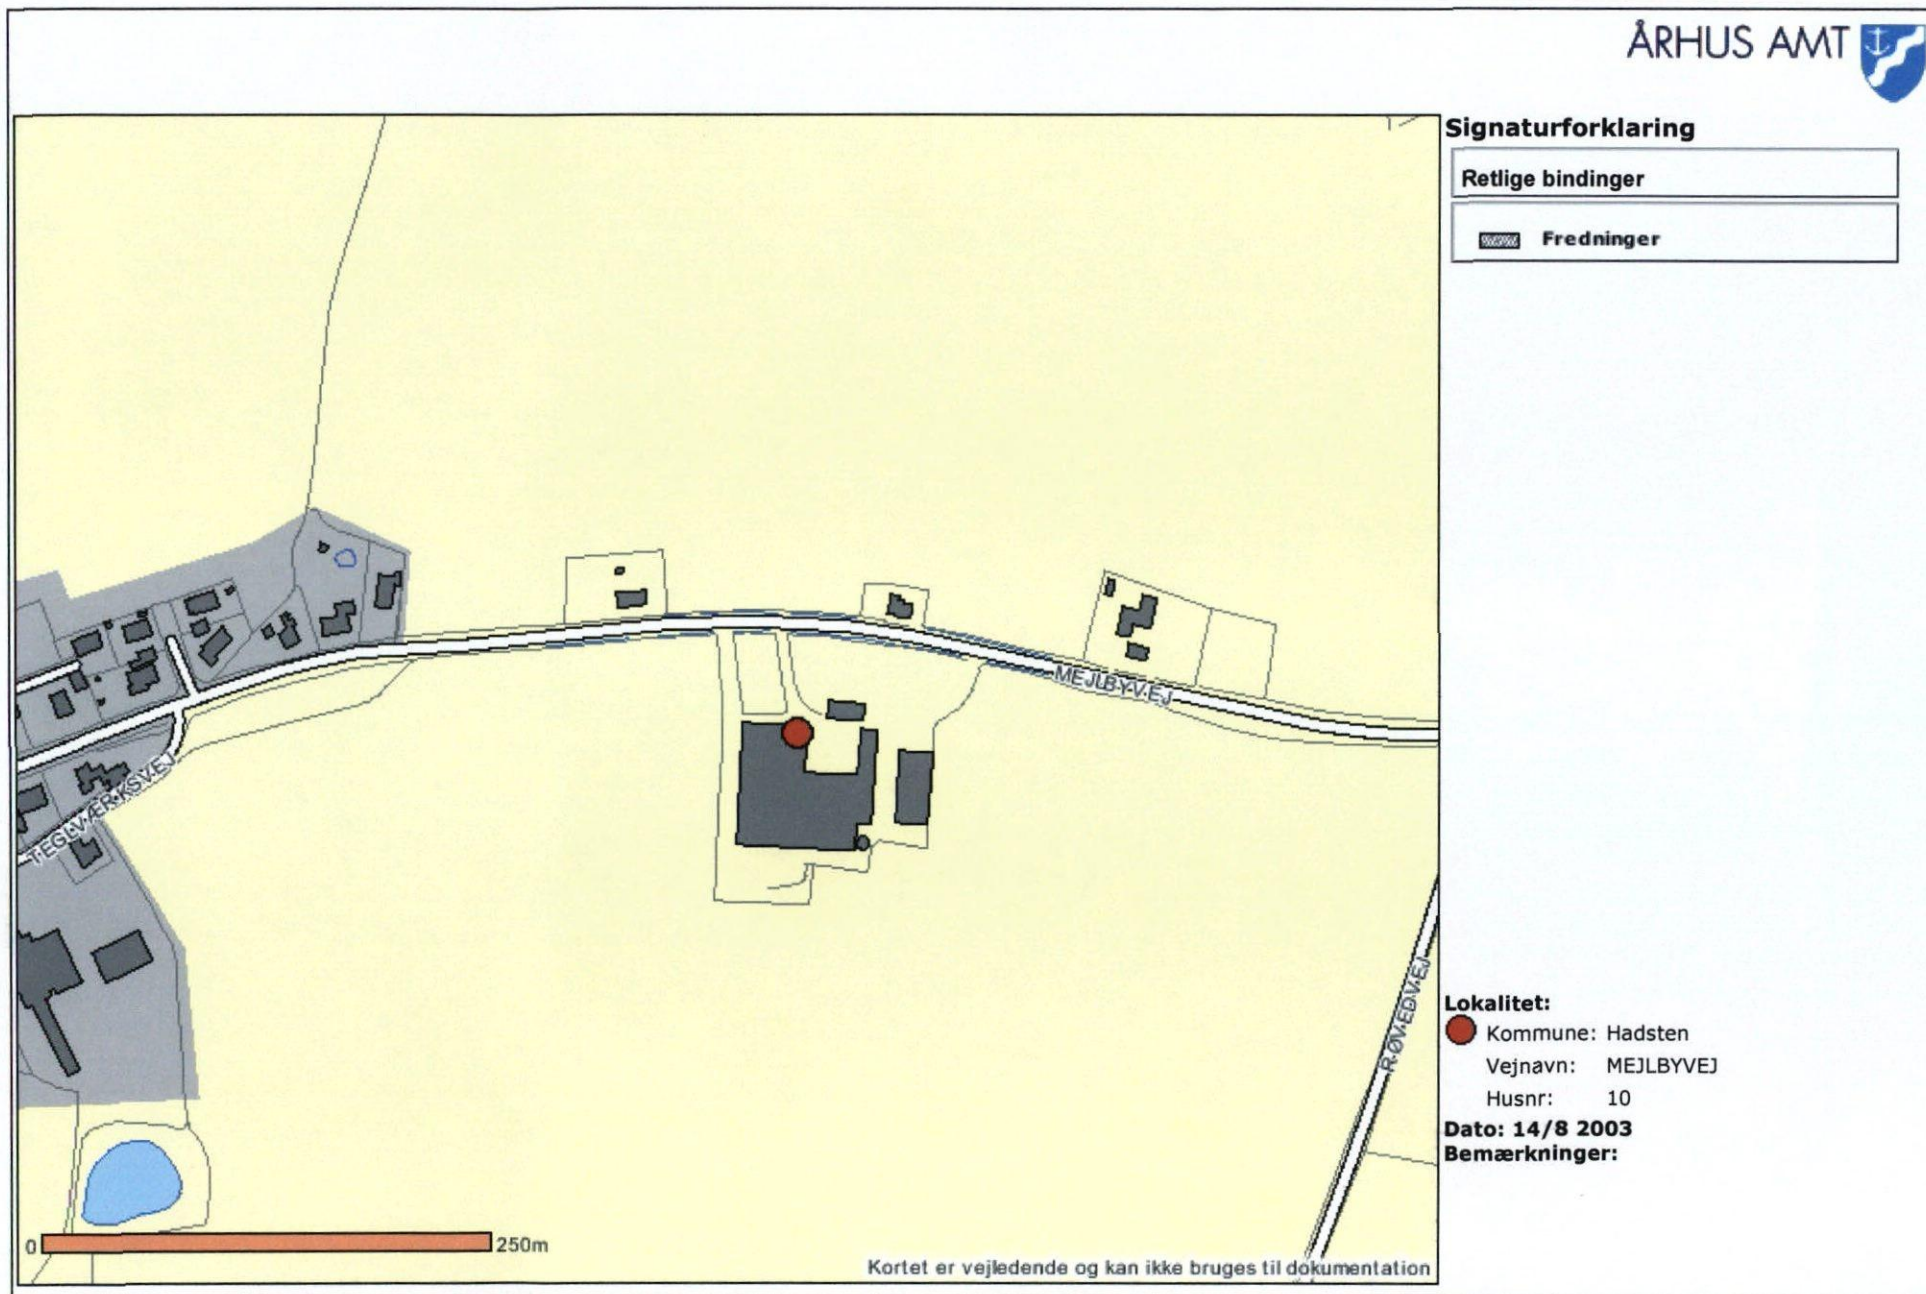 ÅRHUS AMT
Signaturforklaring
Retlige bindinger
Fredninger
MEJLBYVEJ
TEGLVÆRKSVEJ
RØVEDVEJ
Lokalitet:
Kommune: Hadsten
Vejnavn: MEJLBYVEJ
Husnr: 10
Dato: 14/8 2003
Bemærkninger:
0 250m
Kortet er vejledende og kan ikke bruges til dokumentation